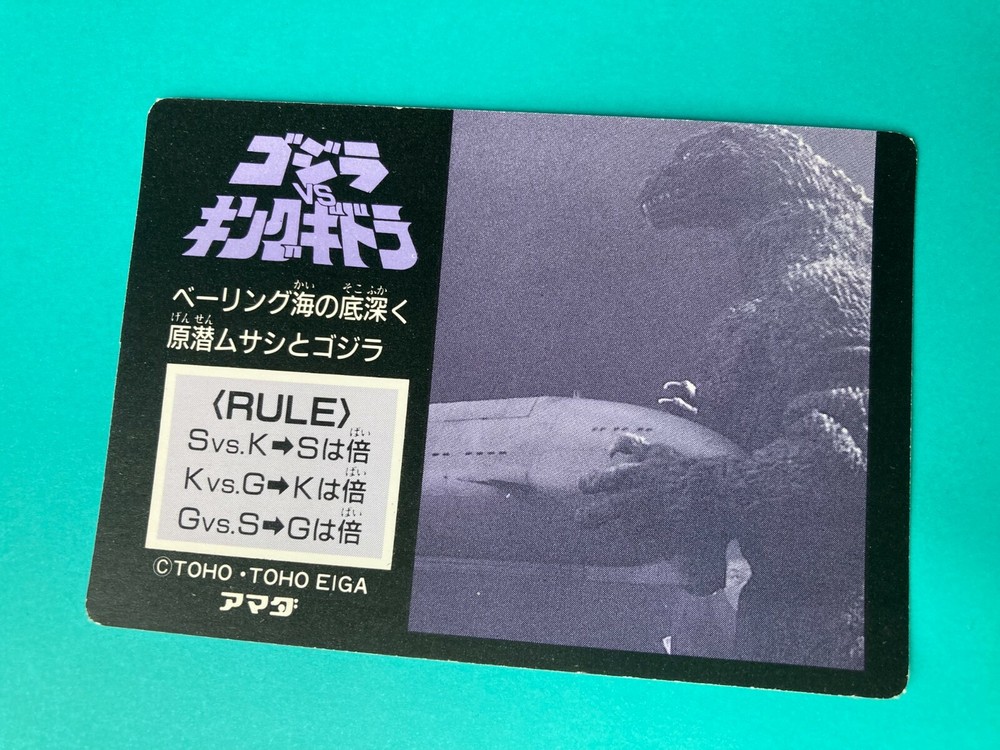 ゴジラ
VS
キングギドラ
ベーリング海の底深く
かい そこ ふか
原潜ムサシとゴジラ
げん せん
〈RULE〉
Svs.K➡Sは倍
ばい
Kvs.G➡Kは倍
ばい
Gvs.S➡Gは倍
ばい
©TOHO・TOHO EIGA
アマダ